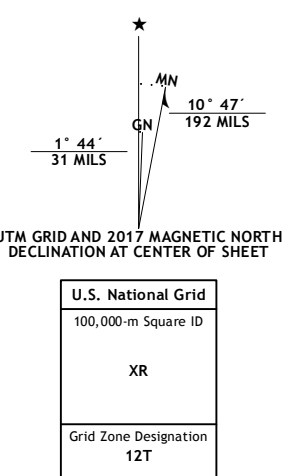 ★
MN
GN
10° 47´
192 MILS
1° 44´
31 MILS
UTM GRID AND 2017 MAGNETIC NORTH
DECLINATION AT CENTER OF SHEET
U.S. National Grid
100,000-m Square ID
XR
Grid Zone Designation
12T